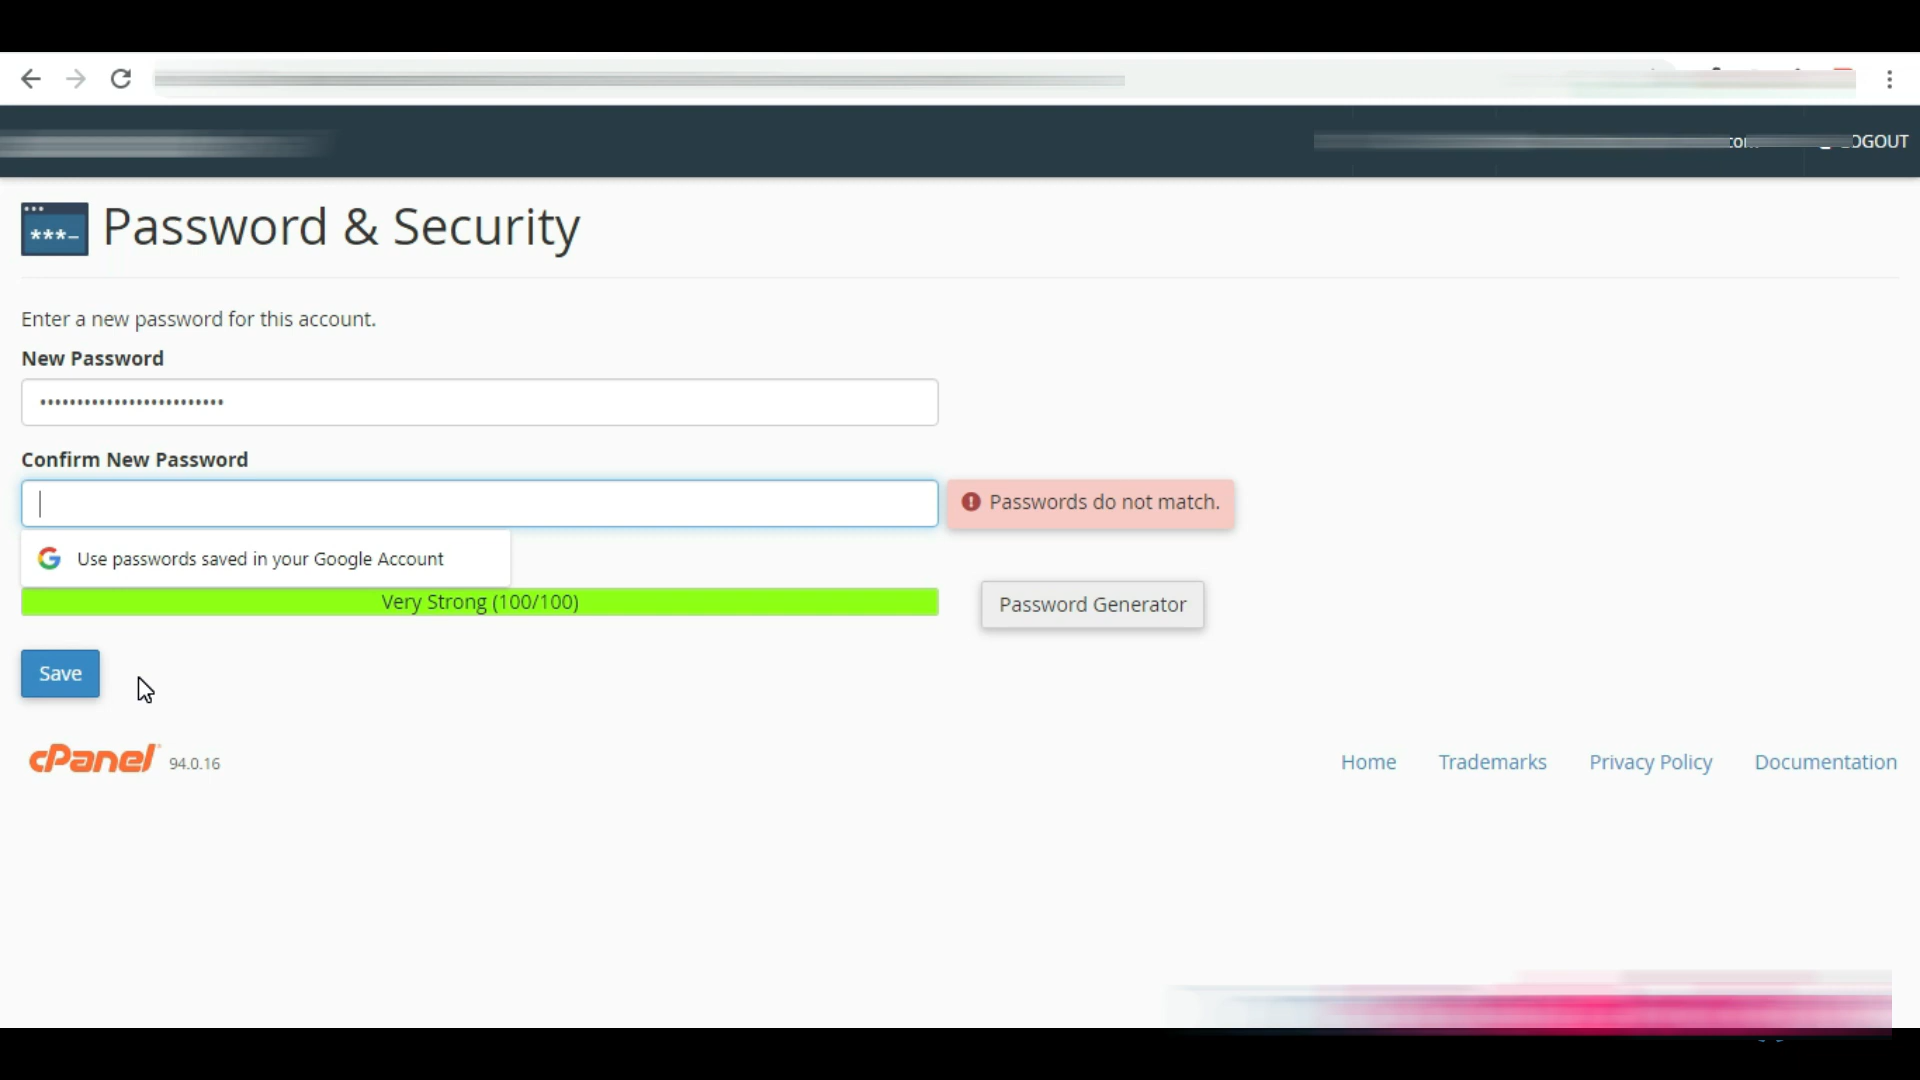 LOGOUT
Password & Security
Enter a new password for this account.
New Password
•••••••••••••••••••••••••
Confirm New Password
Passwords do not match.
Use passwords saved in your Google Account
Very Strong (100/100)
Password Generator
Save
cPanel 94.0.16
Home Trademarks Privacy Policy Documentation